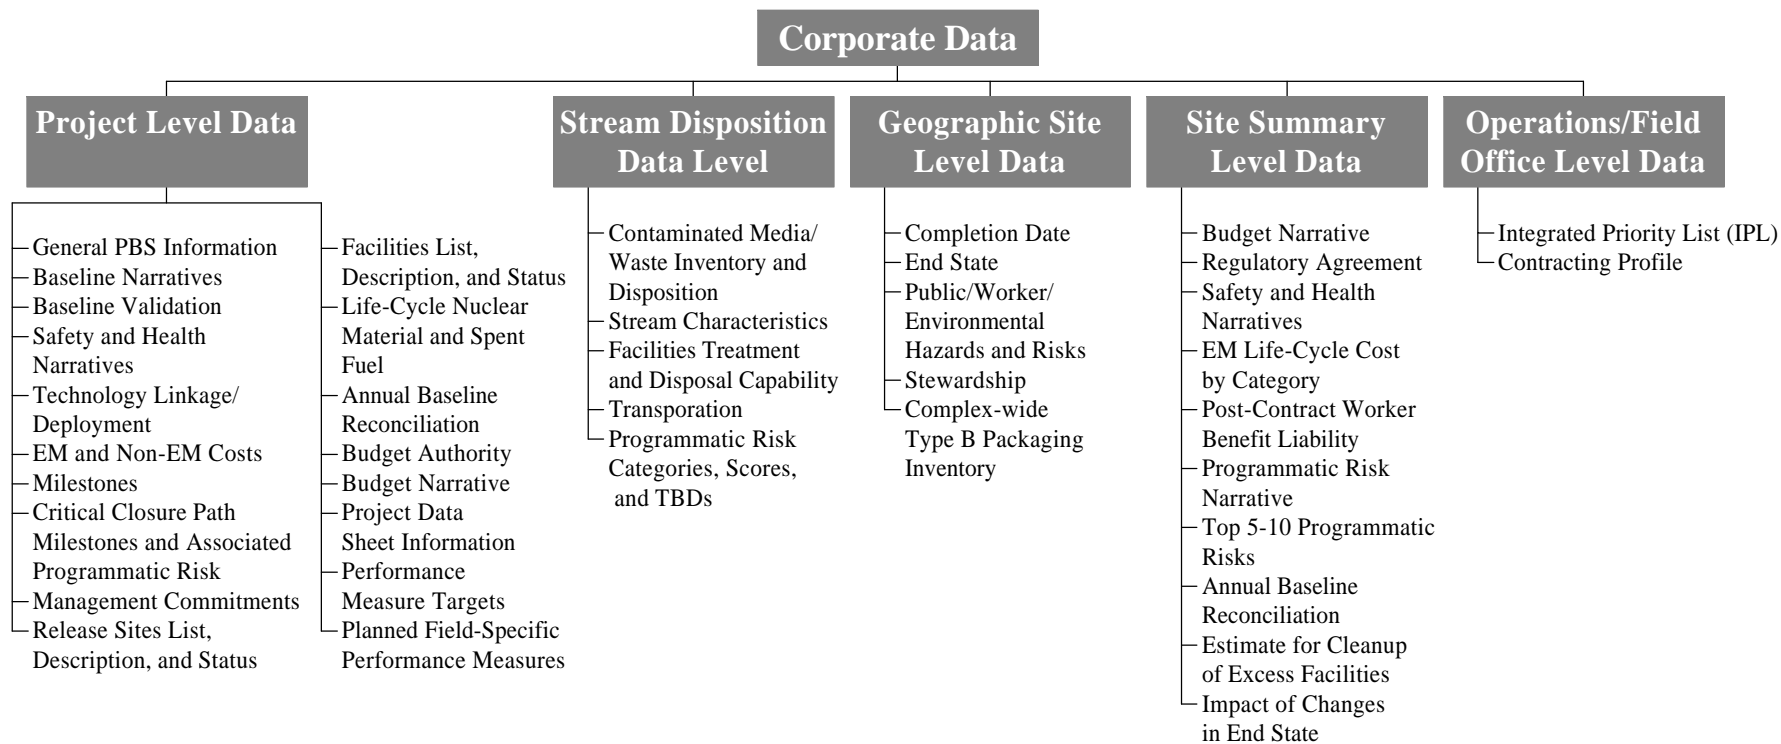 Corporate Data
Project Level Data
General PBS Information
Baseline Narratives
Baseline Validation
Safety and Health
Narratives
Technology Linkage/
Deployment
EM and Non-EM Costs
Milestones
Critical Closure Path
Milestones and Associated
Programmatic Risk
Management Commitments
Release Sites List,
Description, and Status
Facilities List,
Description, and Status
Life-Cycle Nuclear
Material and Spent
Fuel
Annual Baseline
Reconciliation
Budget Authority
Budget Narrative
Project Data
Sheet Information
Performance
Measure Targets
Planned Field-Specific
Performance Measures
Stream Disposition
Data Level
Contaminated Media/
Waste Inventory and
Disposition
Stream Characteristics
Facilities Treatment
and Disposal Capability
Transporation
Programmatic Risk
Categories, Scores,
and TBDs
Geographic Site
Level Data
Completion Date
End State
Public/Worker/
Environmental
Hazards and Risks
Stewardship
Complex-wide
Type B Packaging
Inventory
Site Summary
Level Data
Budget Narrative
Regulatory Agreement
Safety and Health
Narratives
EM Life-Cycle Cost
by Category
Post-Contract Worker
Benefit Liability
Programmatic Risk
Narrative
Top 5-10 Programmatic
Risks
Annual Baseline
Reconciliation
Estimate for Cleanup
of Excess Facilities
Impact of Changes
in End State
Operations/Field
Office Level Data
Integrated Priority List (IPL)
Contracting Profile